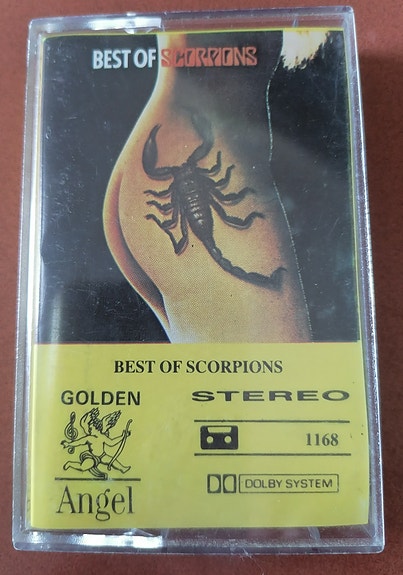 BEST OF SCORPIONS
BEST OF SCORPIONS
GOLDEN
Angel
STEREO
1168
DOLBY SYSTEM